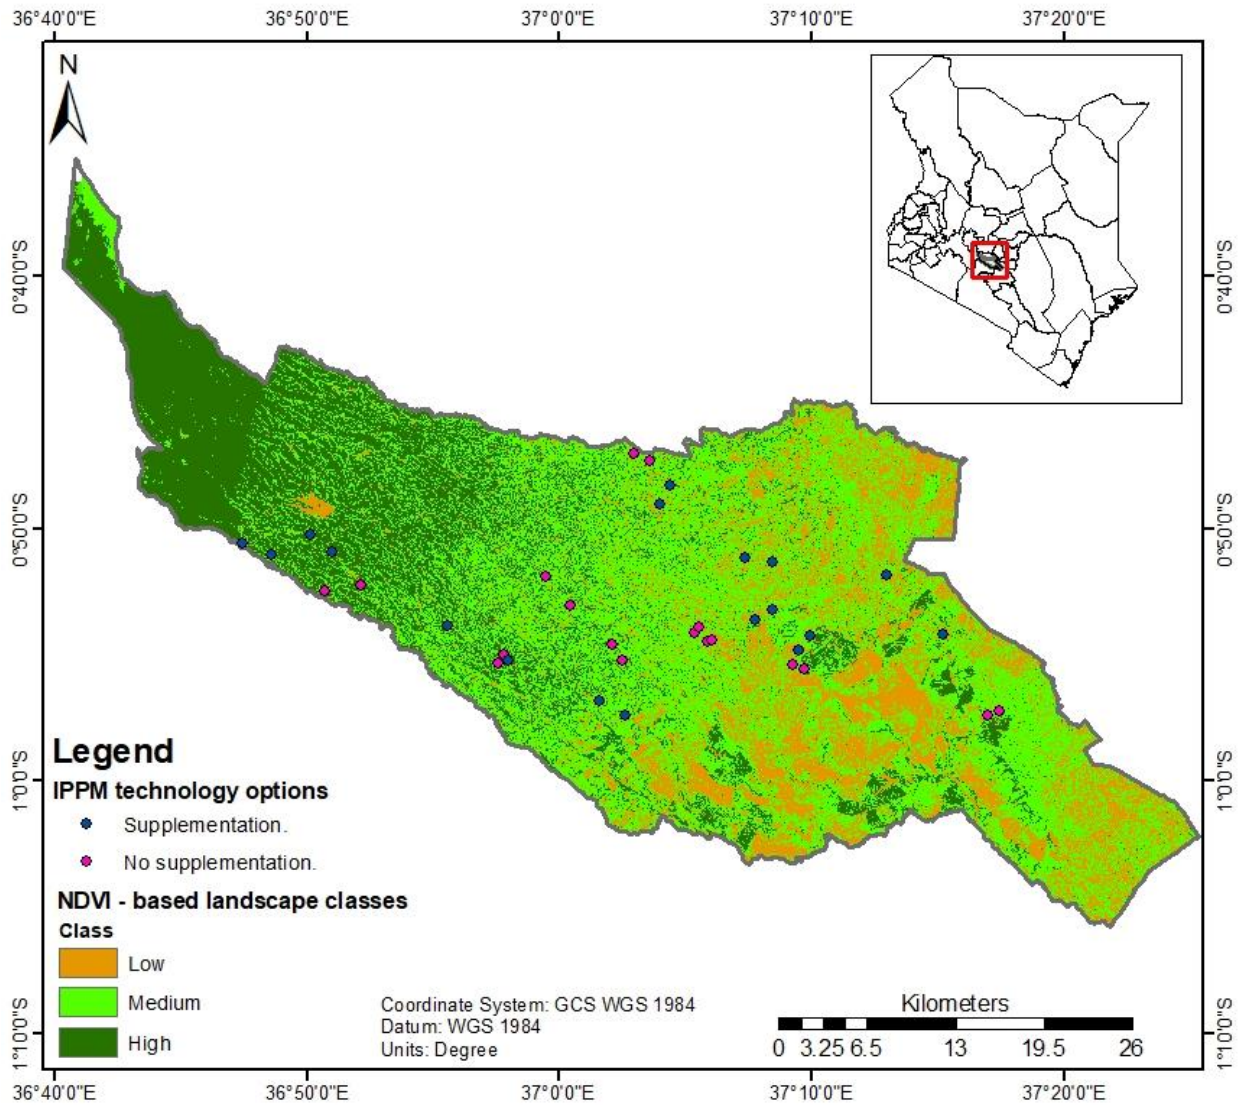 36°40'0"E 36°50'0"E 37°0'0"E 37°10'0"E 37°20'0"E
N
0°40'0"S 0°40'0"S
0°50'0"S 0°50'0"S
1°0'0"S 1°0'0"S
1°10'0"S 1°10'0"S
Legend
IPPM technology options
Supplementation.
No supplementation.
NDVI - based landscape classes
Class
Low
Medium
High
Coordinate System: GCS WGS 1984
Datum: WGS 1984
Units: Degree
Kilometers
0 3.25 6.5 13 19.5 26
36°40'0"E 36°50'0"E 37°0'0"E 37°10'0"E 37°20'0"E